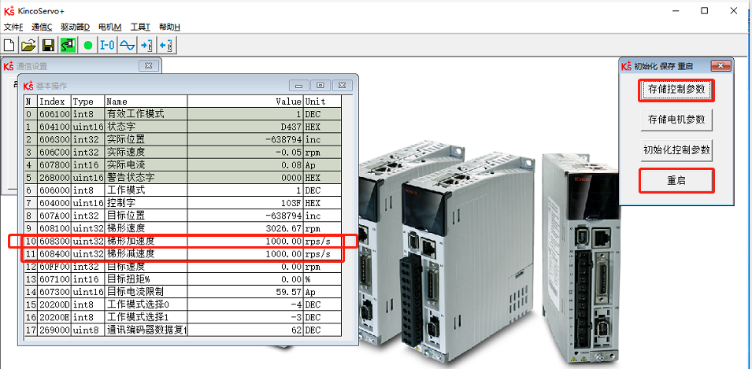 KincoServo+
文件F 通信C 驱动器D 电机M 工具T 帮助H
通信设置
基本操作
N Index Type Name Value Unit
0 606100 int8 有效工作模式 1 DEC
1 604100 uint16 状态字 D437 HEX
2 606300 int32 实际位置 -638794 inc
3 606C00 int32 实际速度 -0.05 rpm
4 607800 int16 实际电流 0.08 Ap
5 268000 uint16 警告状态字 0000 HEX
6 606000 int8 工作模式 1 DEC
7 604000 uint16 控制字 103F HEX
8 607A00 int32 目标位置 -638794 inc
9 608100 uint32 梯形速度 3026.67 rpm
10 608300 uint32 梯形加速度 1000.00 rps/s
11 608400 uint32 梯形减速度 1000.00 rps/s
12 60FF00 int32 目标速度 0.00 rpm
13 607100 int16 目标扭矩% 0.00 %
14 607300 uint16 目标电流限制 59.57 Ap
15 20200D int8 工作模式选择0 -4 DEC
16 20200E int8 工作模式选择1 -3 DEC
17 269000 uint8 通讯编码器数据复1 62 DEC
初始化 保存 重启
存储控制参数
存储电机参数
初始化控制参数
重启
Kinco